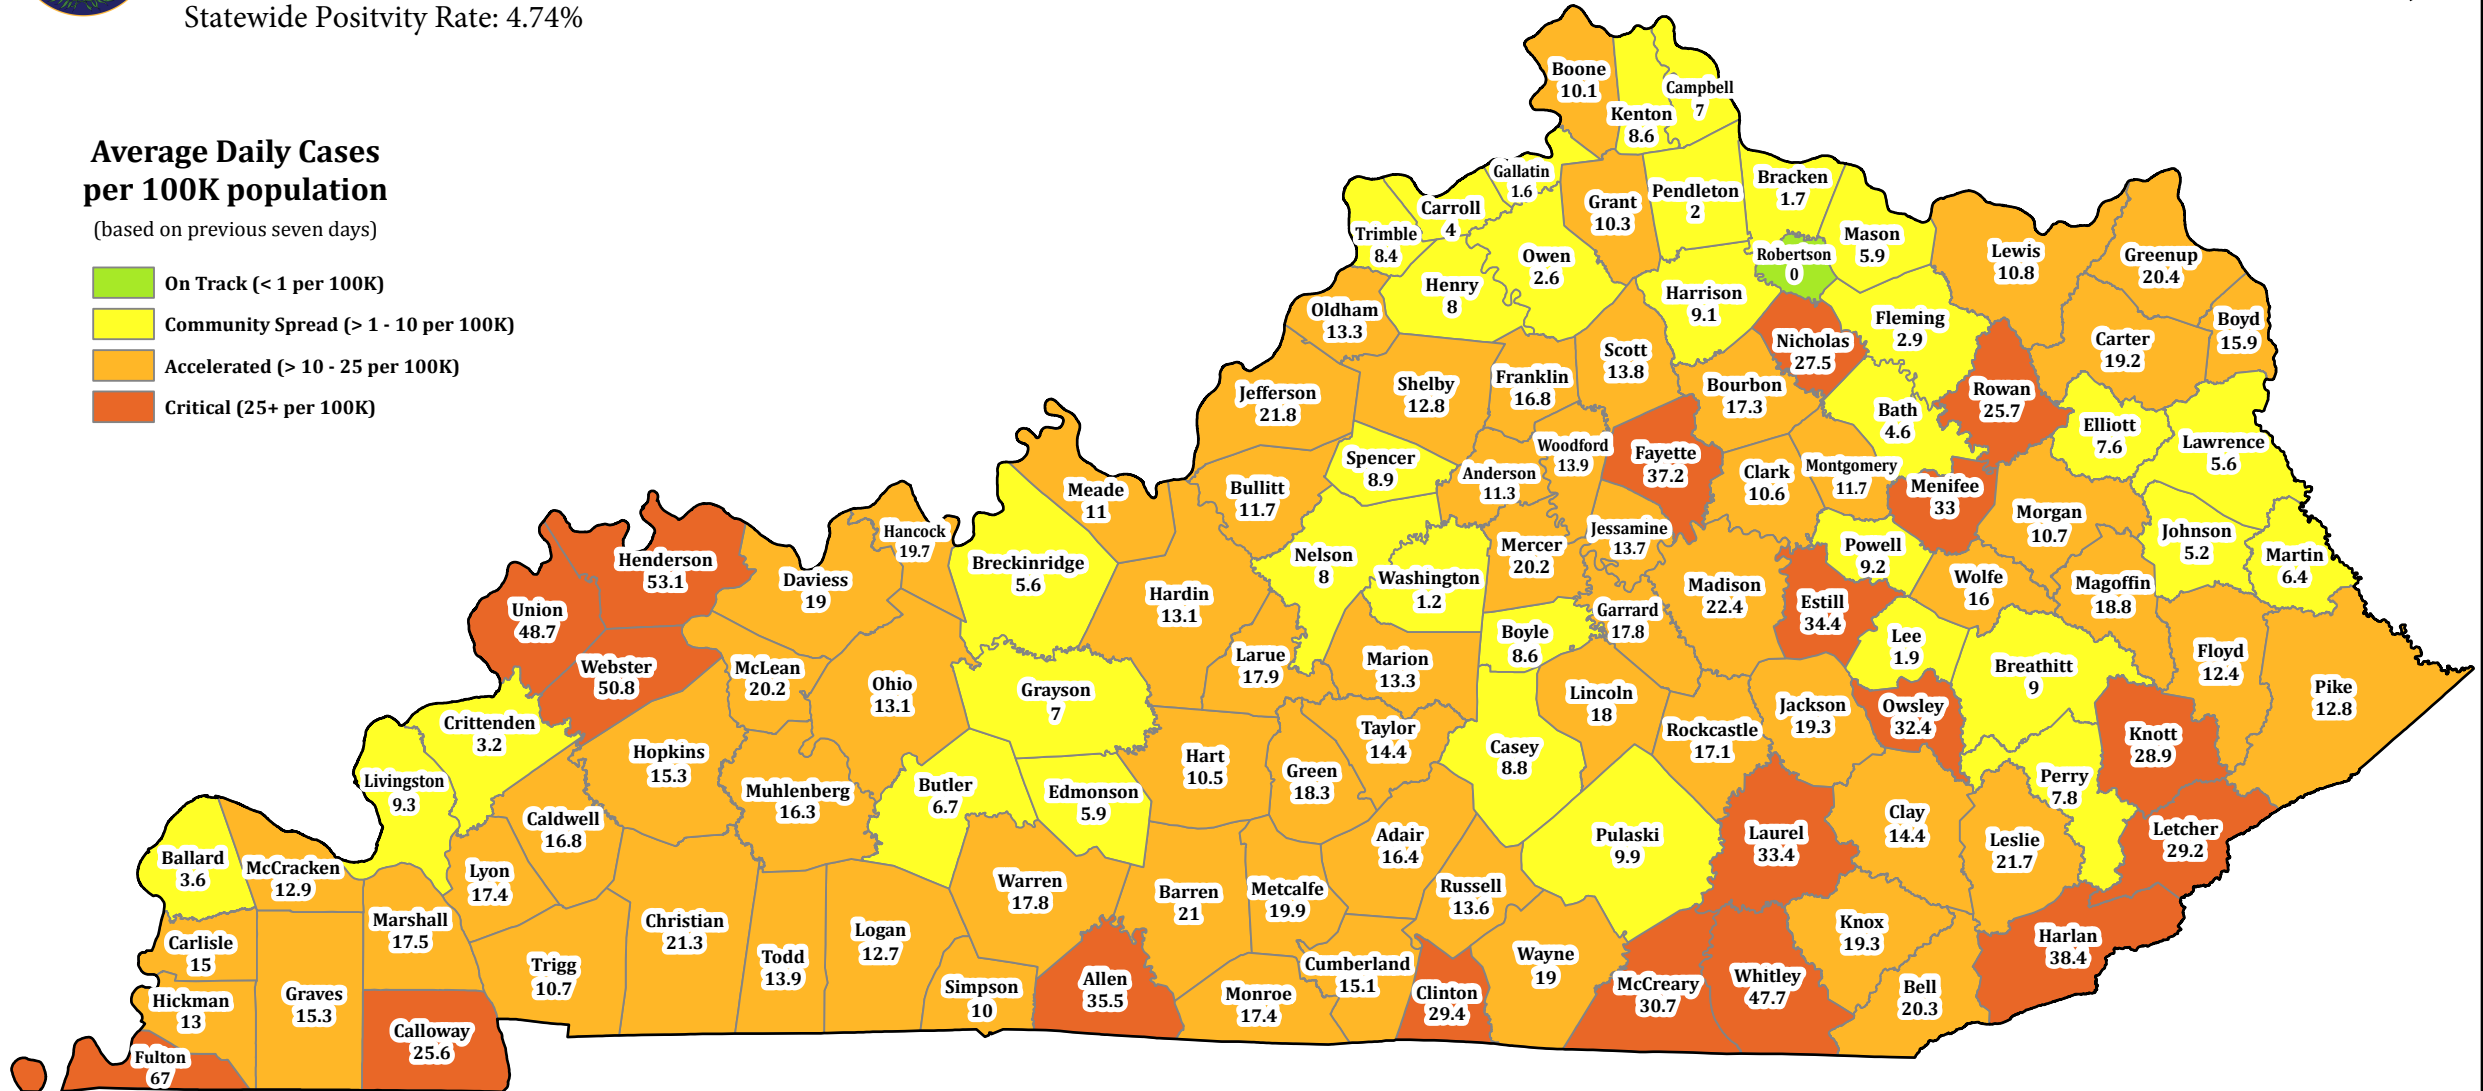 Statewide Positvity Rate: 4.74%
Average Daily Cases
per 100K population
(based on previous seven days)
On Track (< 1 per 100K)
Community Spread (> 1 - 10 per 100K)
Accelerated (> 10 - 25 per 100K)
Critical (25+ per 100K)
Boone
10.1
Kenton
8.6
Campbell
7
Gallatin
1.6
Carroll
4
Trimble
8.4
Grant
10.3
Pendleton
2
Bracken
1.7
Mason
5.9
Robertson
0
Lewis
10.8
Greenup
20.4
Boyd
15.9
Carter
19.2
Owen
2.6
Henry
8
Oldham
13.3
Harrison
9.1
Fleming
2.9
Nicholas
27.5
Scott
13.8
Franklin
16.8
Shelby
12.8
Jefferson
21.8
Bourbon
17.3
Bath
4.6
Rowan
25.7
Elliott
7.6
Lawrence
5.6
Spencer
8.9
Anderson
11.3
Woodford
13.9
Fayette
37.2
Clark
10.6
Montgomery
11.7
Menifee
33
Morgan
10.7
Johnson
5.2
Martin
6.4
Meade
11
Bullitt
11.7
Nelson
8
Washington
1.2
Mercer
20.2
Jessamine
13.7
Madison
22.4
Estill
34.4
Powell
9.2
Wolfe
16
Magoffin
18.8
Hancock
19.7
Breckinridge
5.6
Hardin
13.1
Henderson
53.1
Daviess
19
Union
48.7
Webster
50.8
McLean
20.2
Ohio
13.1
Grayson
7
Larue
17.9
Marion
13.3
Boyle
8.6
Garrard
17.8
Lincoln
18
Rockcastle
17.1
Jackson
19.3
Lee
1.9
Owsley
32.4
Breathitt
9
Floyd
12.4
Pike
12.8
Knott
28.9
Perry
7.8
Letcher
29.2
Crittenden
3.2
Livingston
9.3
Hopkins
15.3
Caldwell
16.8
Muhlenberg
16.3
Butler
6.7
Edmonson
5.9
Hart
10.5
Green
18.3
Taylor
14.4
Casey
8.8
Adair
16.4
Pulaski
9.9
Laurel
33.4
Clay
14.4
Leslie
21.7
Harlan
38.4
Ballard
3.6
McCracken
12.9
Lyon
17.4
Marshall
17.5
Carlisle
15
Hickman
13
Graves
15.3
Fulton
67
Calloway
25.6
Trigg
10.7
Christian
21.3
Todd
13.9
Logan
12.7
Warren
17.8
Simpson
10
Allen
35.5
Barren
21
Metcalfe
19.9
Monroe
17.4
Cumberland
15.1
Russell
13.6
Clinton
29.4
Wayne
19
McCreary
30.7
Whitley
47.7
Knox
19.3
Bell
20.3